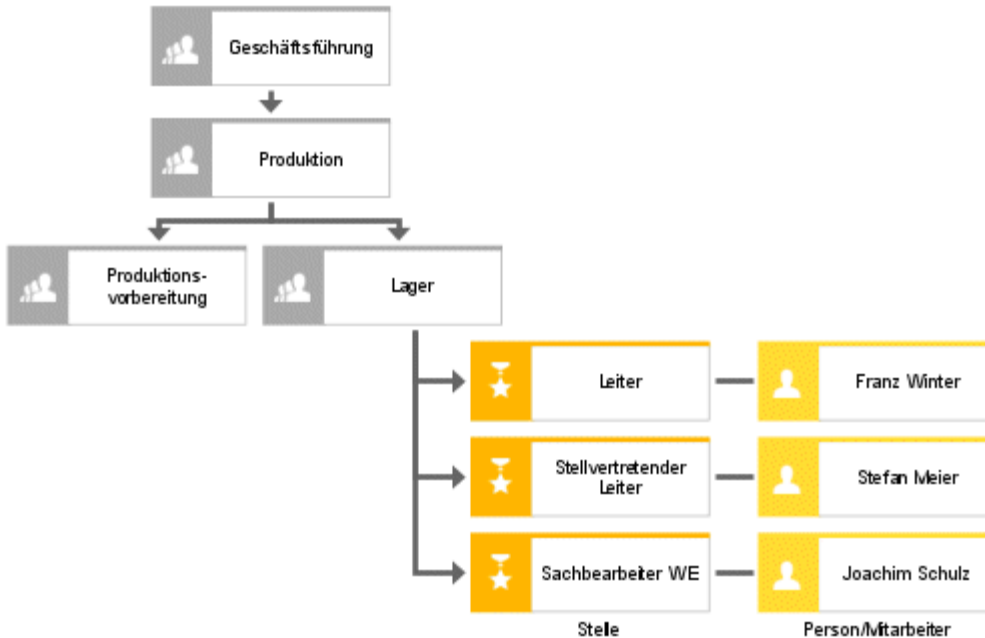 Geschäftsführung
Produktion
Produktions-
vorbereitung
Lager
Leiter
Franz Winter
Stellvertretender
Leiter
Stefan Meier
Sachbearbeiter WE
Joachim Schulz
Stelle
Person/Mitarbeiter